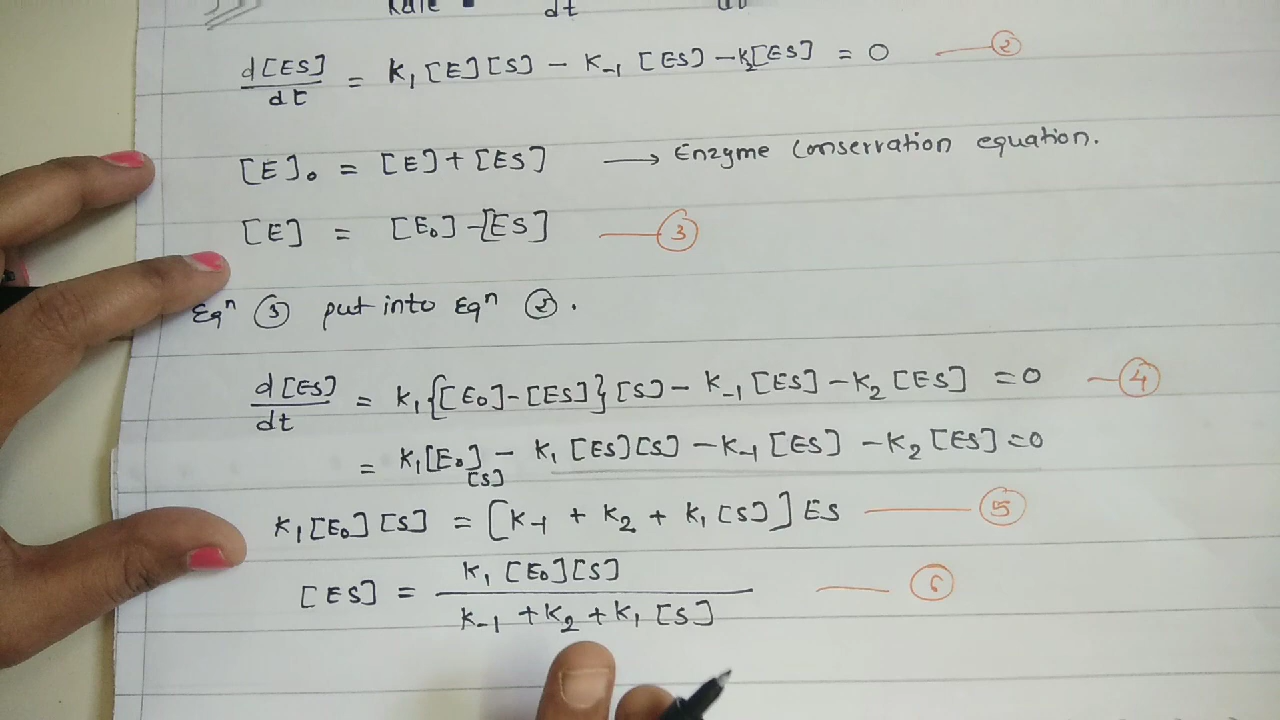 Rate = dt
d[ES]/dt = K₁[E][S] - K₋₁[ES] - K₂[ES] = 0 — ②
[E]₀ = [E] + [ES] → Enzyme Conservation equation.
[E] = [E₀] - [ES] — ③
Eqⁿ ③ put into Eqⁿ ②.
d[ES]/dt = K₁{[E₀]-[ES]}[S] - K₋₁[ES] - K₂[ES] = 0 — ④
= K₁[E₀][S] - K₁[ES][S] - K₋₁[ES] - K₂[ES] = 0
K₁[E₀][S] = [K₋₁ + K₂ + K₁[S]] ES — ⑤
[ES] = K₁[E₀][S] / K₋₁ + K₂ + K₁[S] — ⑥